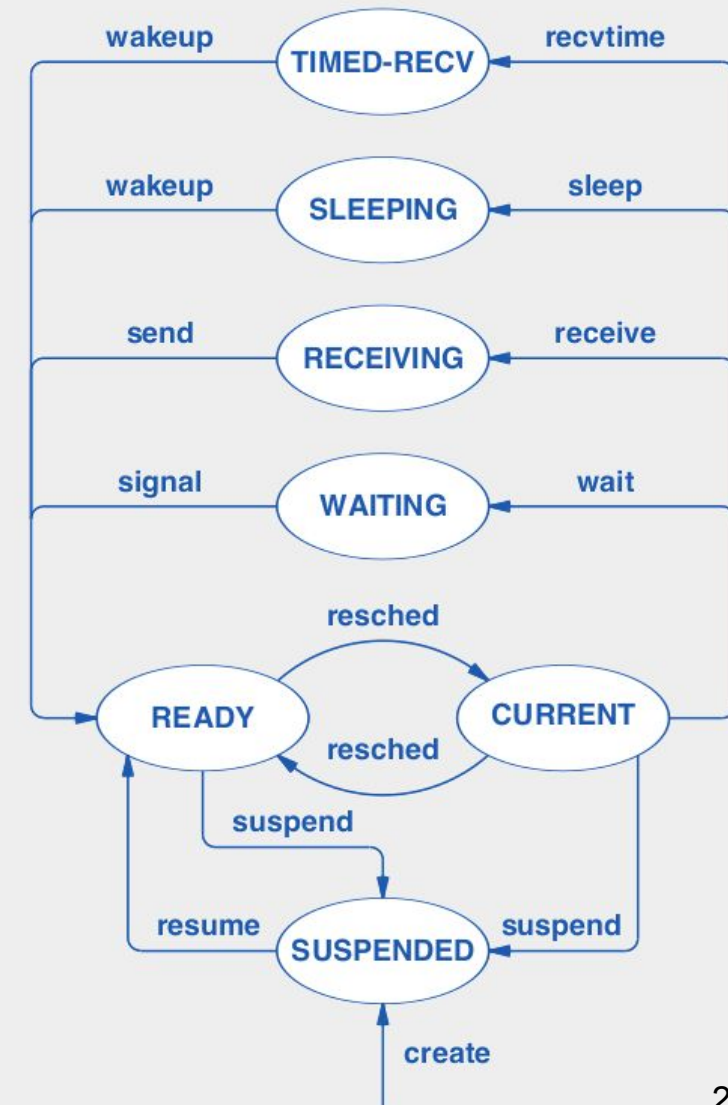 wakeup TIMED-RECV recvtime
wakeup SLEEPING sleep
send RECEIVING receive
signal WAITING wait
resched
READY CURRENT
resched
suspend
resume SUSPENDED suspend
create
2